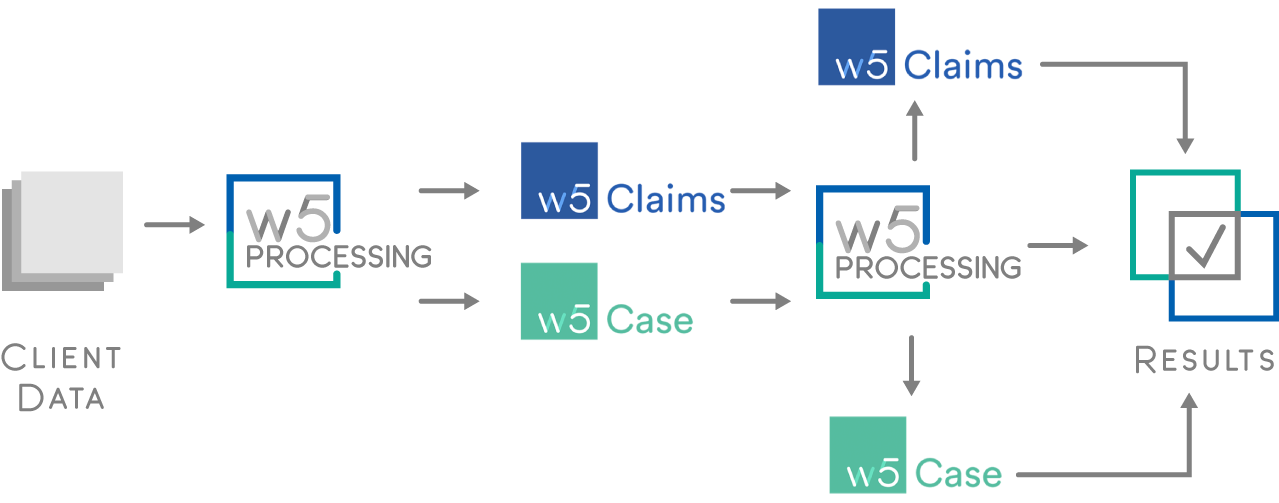 CLIENT
DATA
w5
PROCESSING
w5 Claims
w5 Case
w5
PROCESSING
w5 Claims
w5 Case
RESULTS